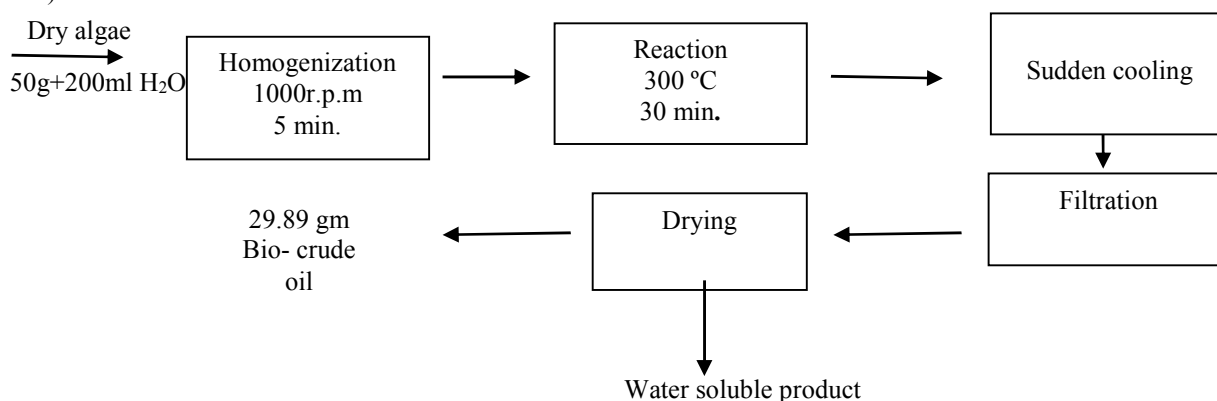 Dry algae
50g+200ml H₂O
Homogenization
1000r.p.m
5 min.
Reaction
300 ºC
30 min.
Sudden cooling
Filtration
Drying
29.89 gm
Bio- crude
oil
Water soluble product